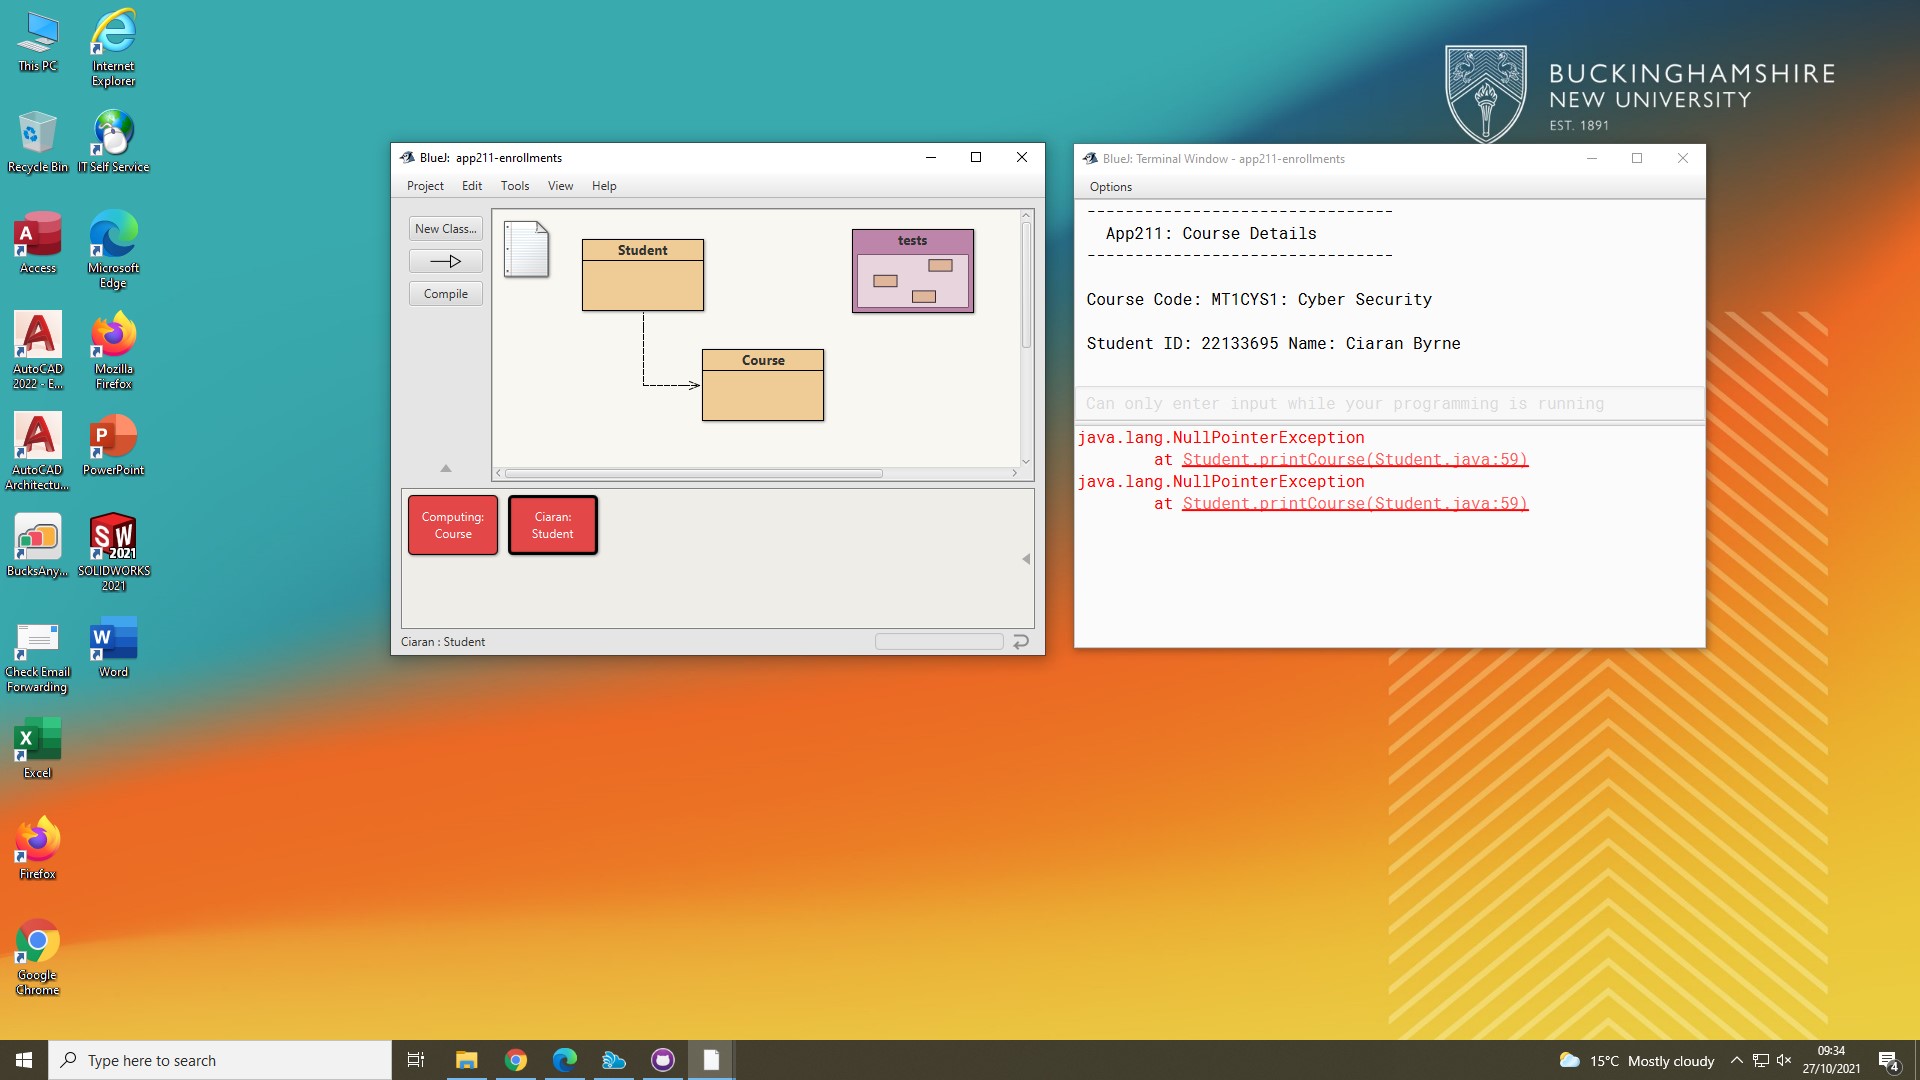 This PC
Internet
Explorer
Recycle Bin
IT Self Service
Access
Microsoft
Edge
AutoCAD
2022 - E...
Mozilla
Firefox
AutoCAD
Architectu...
PowerPoint
BucksAny...
SW
2021
SOLIDWORKS
2021
Check Email
Forwarding
Word
Excel
Firefox
Google
Chrome
BUCKINGHAMSHIRE
NEW UNIVERSITY
EST. 1891
BlueJ: app211-enrollments
Project Edit Tools View Help
New Class...
Compile
Student
tests
Course
Computing:
Course
Ciaran:
Student
Ciaran : Student
BlueJ: Terminal Window - app211-enrollments
Options
--------------------------------
App211: Course Details
--------------------------------
Course Code: MT1CYS1: Cyber Security
Student ID: 22133695 Name: Ciaran Byrne
Can only enter input while your programming is running
java.lang.NullPointerException
at Student.printCourse(Student.java:59)
java.lang.NullPointerException
at Student.printCourse(Student.java:59)
Type here to search
15°C Mostly cloudy
09:34
27/10/2021
4